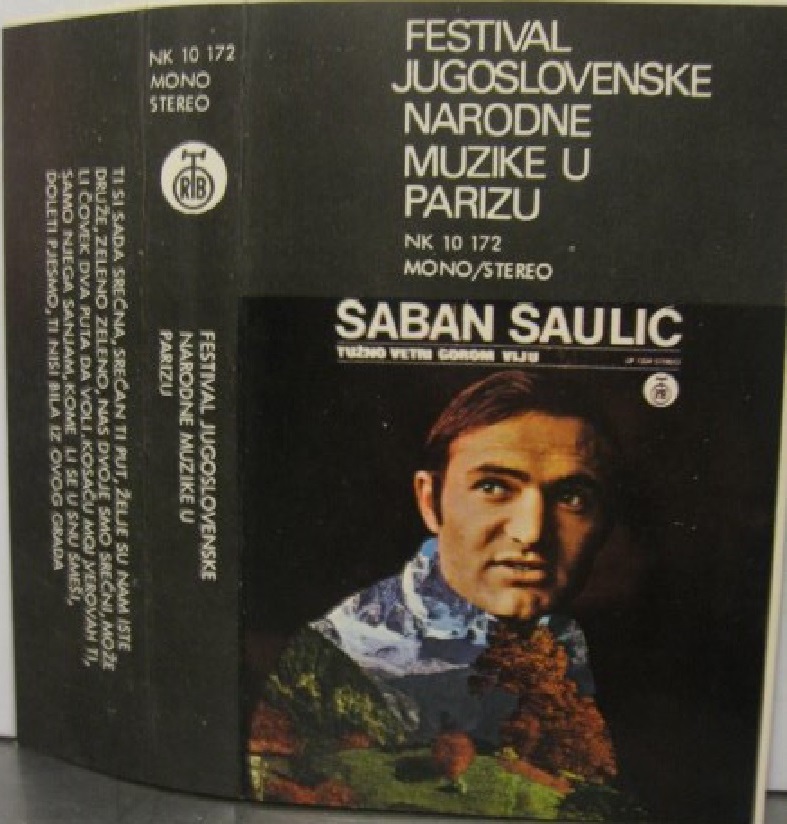 FESTIVAL
JUGOSLOVENSKE
NARODNE
MUZIKE U
PARIZU
NK 10 172
MONO/STEREO
ŠABAN ŠAULIĆ
TUŽNO VETRI GOROM VIJU
NK 10 172
MONO
STEREO
RTB
FESTIVAL JUGOSLOVENSKE
NARODNE MUZIKE U
PARIZU
TI SI SADA SREĆNA, SREĆAN TI PUT, ŽELJE SU NAM ISTE
DRUŽE, ZELENO ZELENO, NAS DVOJE SMO SREĆNI, MOŽE
LI ČOVEK DVA PUTA DA VOLI, KOSAČU MOJ, VEROVAH TI,
SAMO NJEGA SANJAM, KOME LI SE U SNU SMEŠI,
DOLETI PJESMO, TI NISI BILA IZ OVOG GRADA